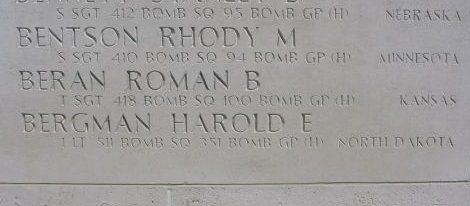 S SGT 412 BOMB SQ 95 BOMB GP (H) NEBRASKA
BENTSON RHODY M
S SGT 410 BOMB SQ 94 BOMB GP (H) MINNESOTA
BERAN ROMAN B
T SGT 418 BOMB SQ 100 BOMB GP (H) KANSAS
BERGMAN HAROLD E
1 LT 511 BOMB SQ 351 BOMB GP (H) NORTH DAKOTA